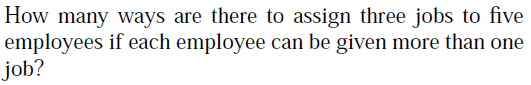 How many ways are there to assign three jobs to five
employees if each employee can be given more than one
job?